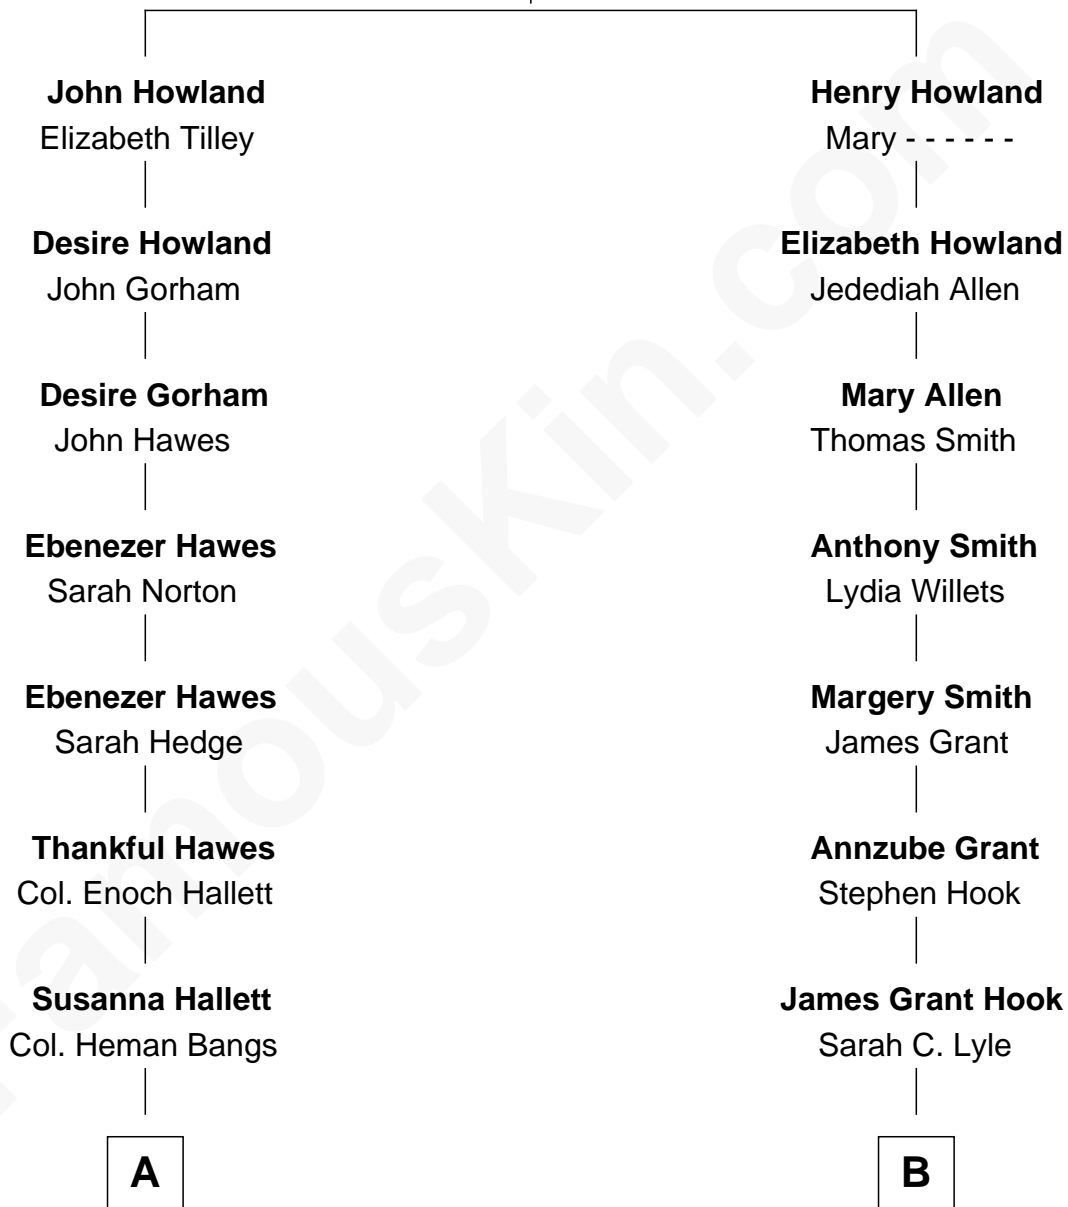 John Howland
Elizabeth Tilley
Henry Howland
Mary - - - - - -
Desire Howland
John Gorham
Elizabeth Howland
Jedediah Allen
Desire Gorham
John Hawes
Mary Allen
Thomas Smith
Ebenezer Hawes
Sarah Norton
Anthony Smith
Lydia Willets
Ebenezer Hawes
Sarah Hedge
Margery Smith
James Grant
Thankful Hawes
Col. Enoch Hallett
Annzube Grant
Stephen Hook
Susanna Hallett
Col. Heman Bangs
James Grant Hook
Sarah C. Lyle
A
B
FamousKin.com